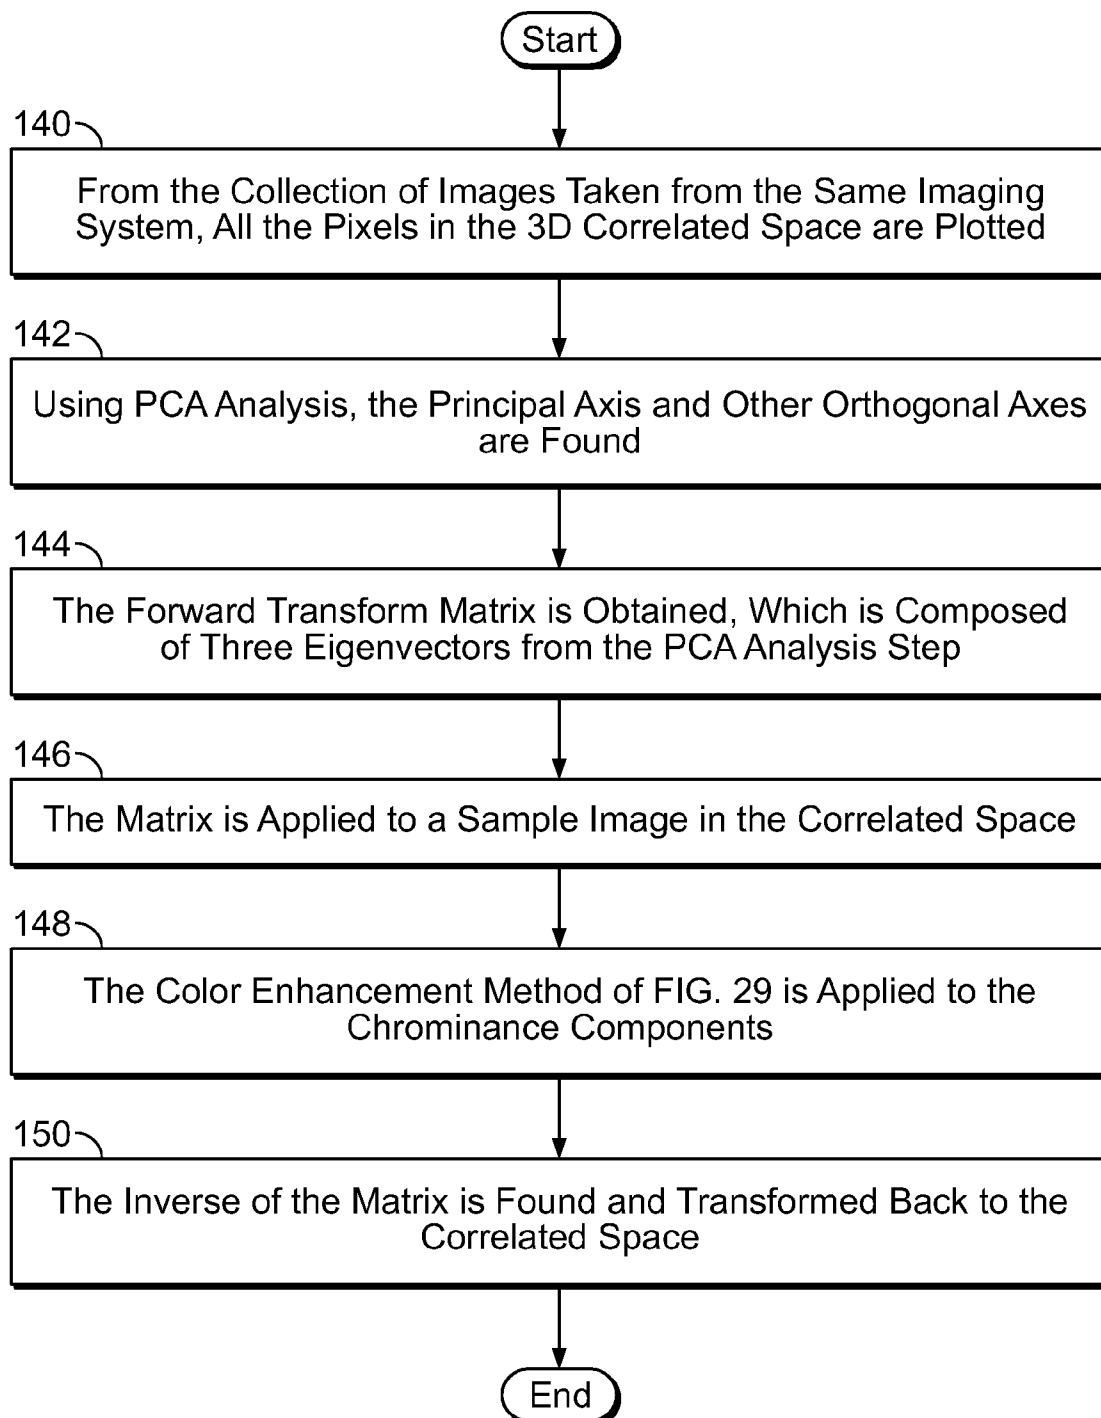 Start
140
From the Collection of Images Taken from the Same Imaging
System, All the Pixels in the 3D Correlated Space are Plotted
142
Using PCA Analysis, the Principal Axis and Other Orthogonal Axes
are Found
144
The Forward Transform Matrix is Obtained, Which is Composed
of Three Eigenvectors from the PCA Analysis Step
146
The Matrix is Applied to a Sample Image in the Correlated Space
148
The Color Enhancement Method of FIG. 29 is Applied to the
Chrominance Components
150
The Inverse of the Matrix is Found and Transformed Back to the
Correlated Space
End